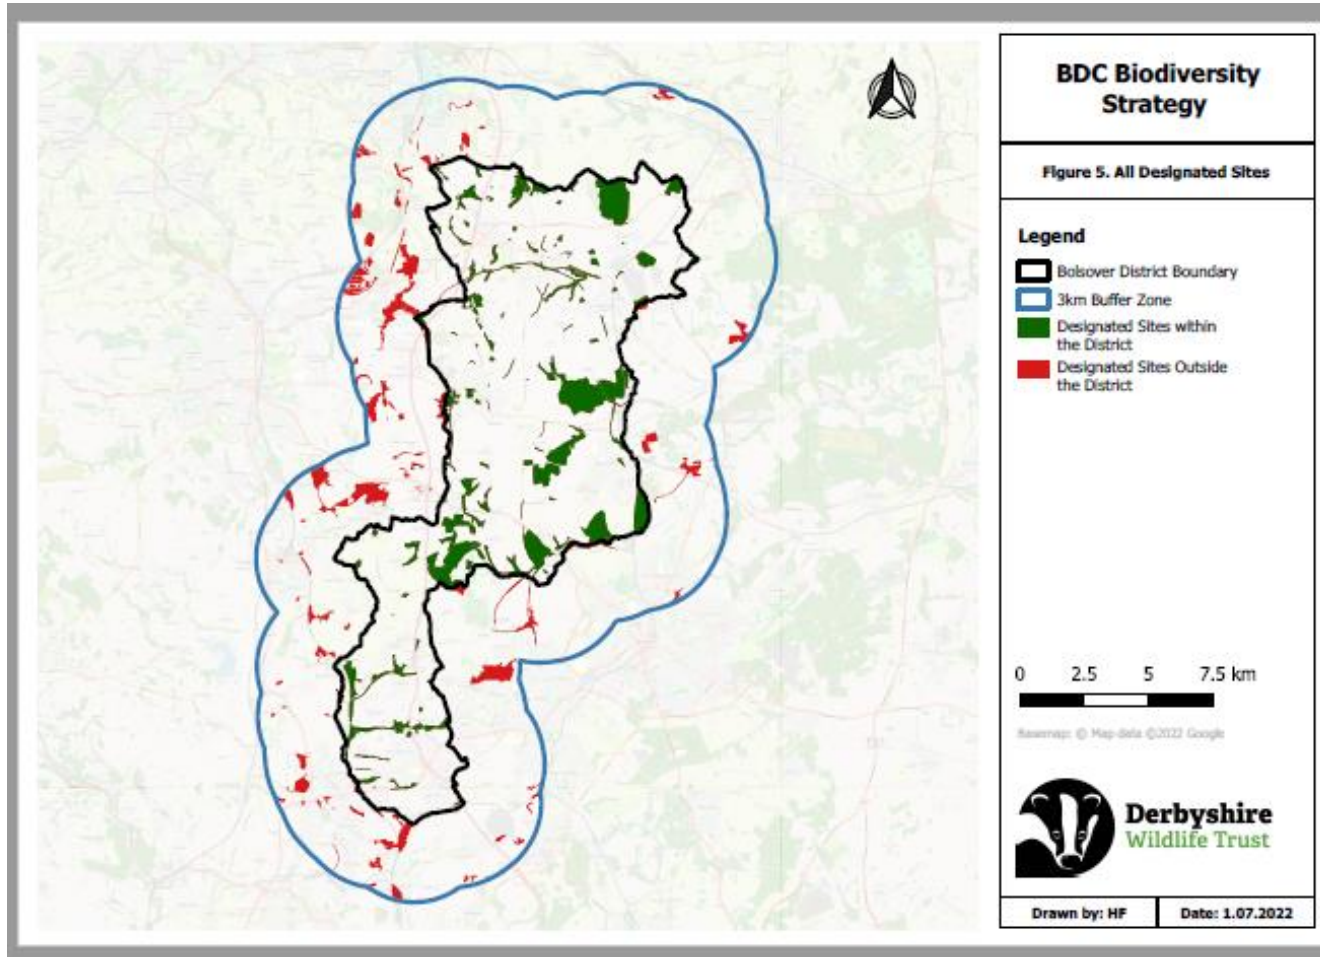 BDC Biodiversity
Strategy
Figure 5. All Designated Sites
Legend
Bolsover District Boundary
3km Buffer Zone
Designated Sites within
the District
Designated Sites Outside
the District
0 2.5 5 7.5 km
Basemap: © Map data ©2022 Google
Derbyshire
Wildlife Trust
Drawn by: HF
Date: 1.07.2022